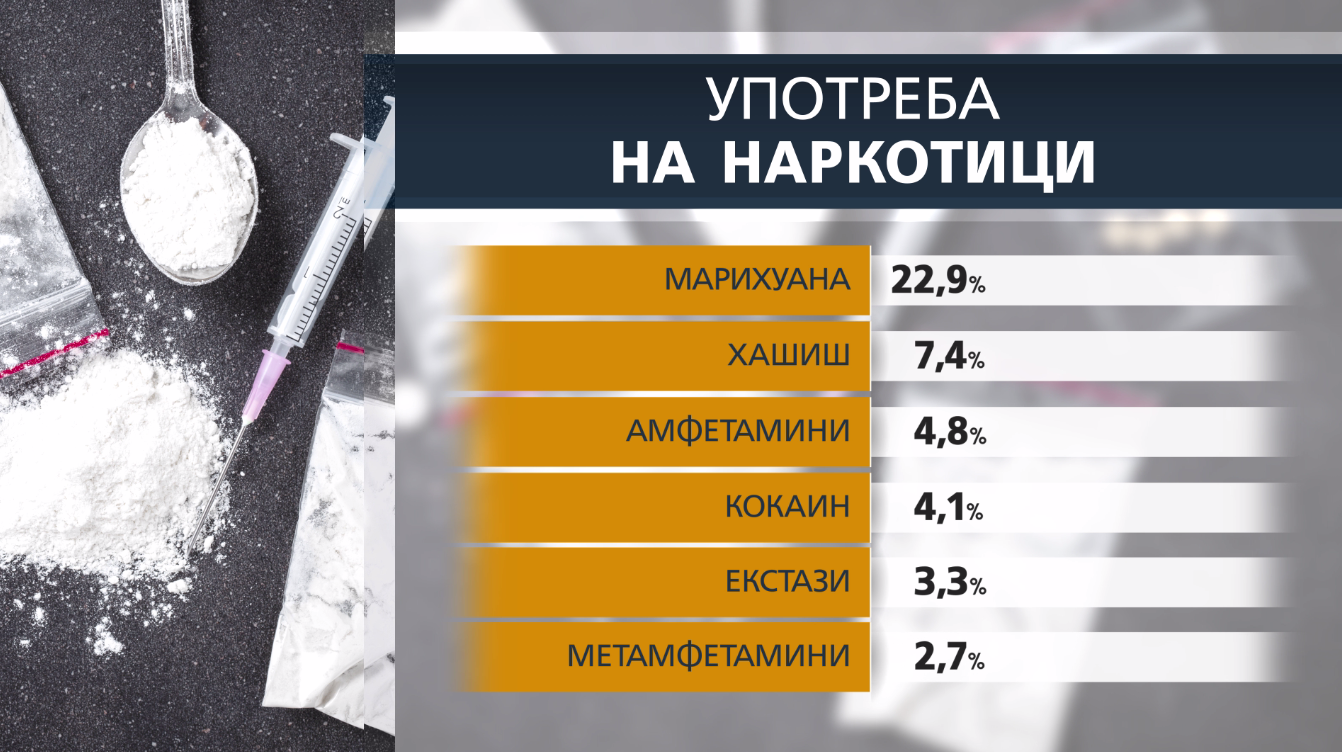 УПОТРЕБА
НА НАРКОТИЦИ
МАРИХУАНА 22,9%
ХАШИШ 7,4%
АМФЕТАМИНИ 4,8%
КОКАИН 4,1%
ЕКСТАЗИ 3,3%
МЕТАМФЕТАМИНИ 2,7%